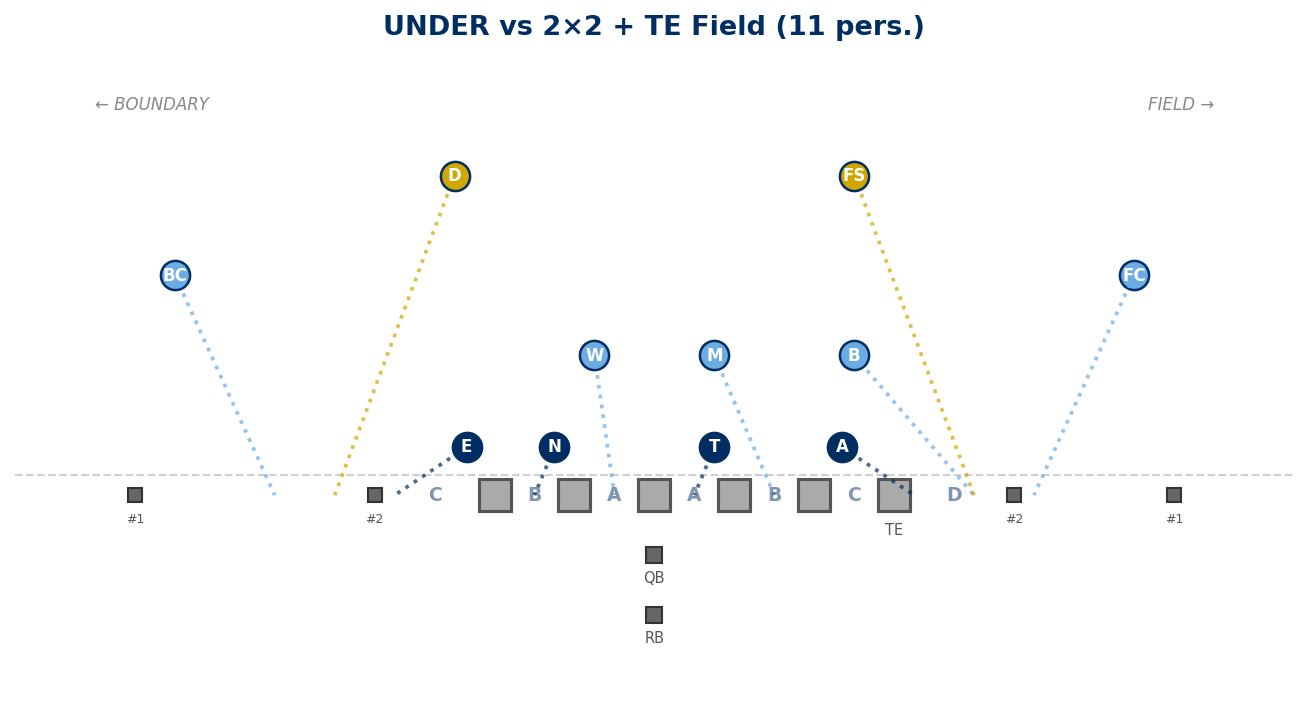 UNDER vs 2×2 + TE Field (11 pers.)
← BOUNDARY
FIELD →
D
FS
BC
FC
W
M
B
E
N
T
A
C
B
A
A
B
C
D
#1
#2
#2
#1
TE
QB
RB